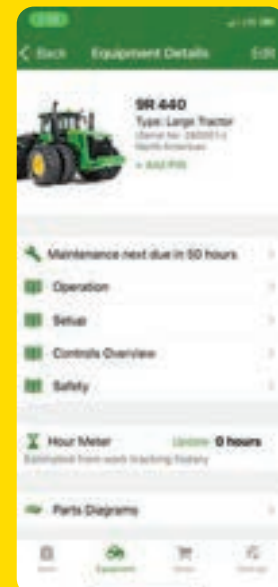 Back Equipment Details Edit
9R 440
Type: Large Tractor
North American
Maintenance next due in 50 hours
Operation
Setup
Controls Overview
Safety
Hour Meter Update 0 hours
Estimated from work tracking history
Parts Diagrams
Equipment